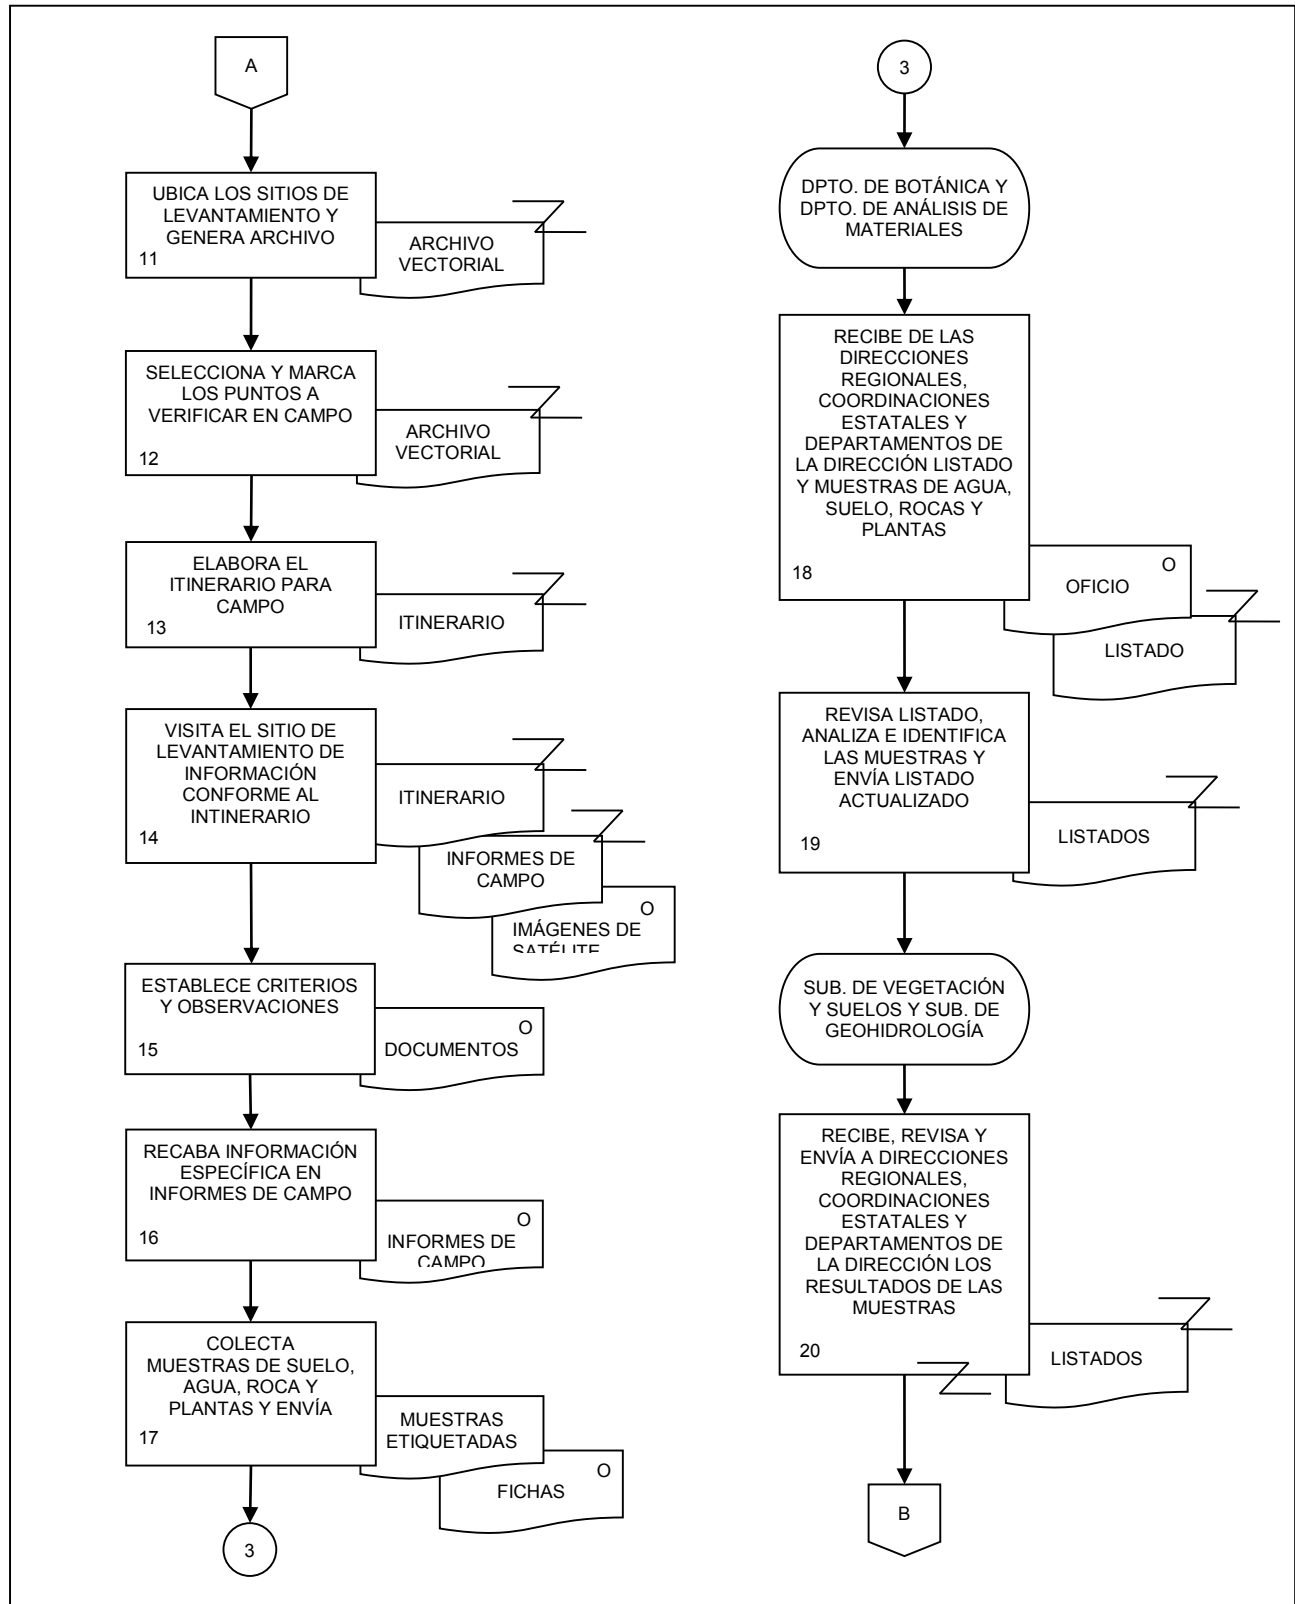 A
UBICA LOS SITIOS DE
LEVANTAMIENTO Y
GENERA ARCHIVO
11
ARCHIVO
VECTORIAL
SELECCIONA Y MARCA
LOS PUNTOS A
VERIFICAR EN CAMPO
12
ARCHIVO
VECTORIAL
ELABORA EL
ITINERARIO PARA
CAMPO
13
ITINERARIO
VISITA EL SITIO DE
LEVANTAMIENTO DE
INFORMACIÓN
CONFORME AL
INTINERARIO
14
ITINERARIO
INFORMES DE
CAMPO
O
IMÁGENES DE
SATÉLITE
ESTABLECE CRITERIOS
Y OBSERVACIONES
15
O
DOCUMENTOS
RECABA INFORMACIÓN
ESPECÍFICA EN
INFORMES DE CAMPO
16
O
INFORMES DE
CAMPO
COLECTA
MUESTRAS DE SUELO,
AGUA, ROCA Y
PLANTAS Y ENVÍA
17
MUESTRAS
ETIQUETADAS
O
FICHAS
3
3
DPTO. DE BOTÁNICA Y
DPTO. DE ANÁLISIS DE
MATERIALES
RECIBE DE LAS
DIRECCIONES
REGIONALES,
COORDINACIONES
ESTATALES Y
DEPARTAMENTOS DE
LA DIRECCIÓN LISTADO
Y MUESTRAS DE AGUA,
SUELO, ROCAS Y
PLANTAS
18
O
OFICIO
LISTADO
REVISA LISTADO,
ANALIZA E IDENTIFICA
LAS MUESTRAS Y
ENVÍA LISTADO
ACTUALIZADO
19
LISTADOS
SUB. DE VEGETACIÓN
Y SUELOS Y SUB. DE
GEOHIDROLOGÍA
RECIBE, REVISA Y
ENVÍA A DIRECCIONES
REGIONALES,
COORDINACIONES
ESTATALES Y
DEPARTAMENTOS DE
LA DIRECCIÓN LOS
RESULTADOS DE LAS
MUESTRAS
20
LISTADOS
B